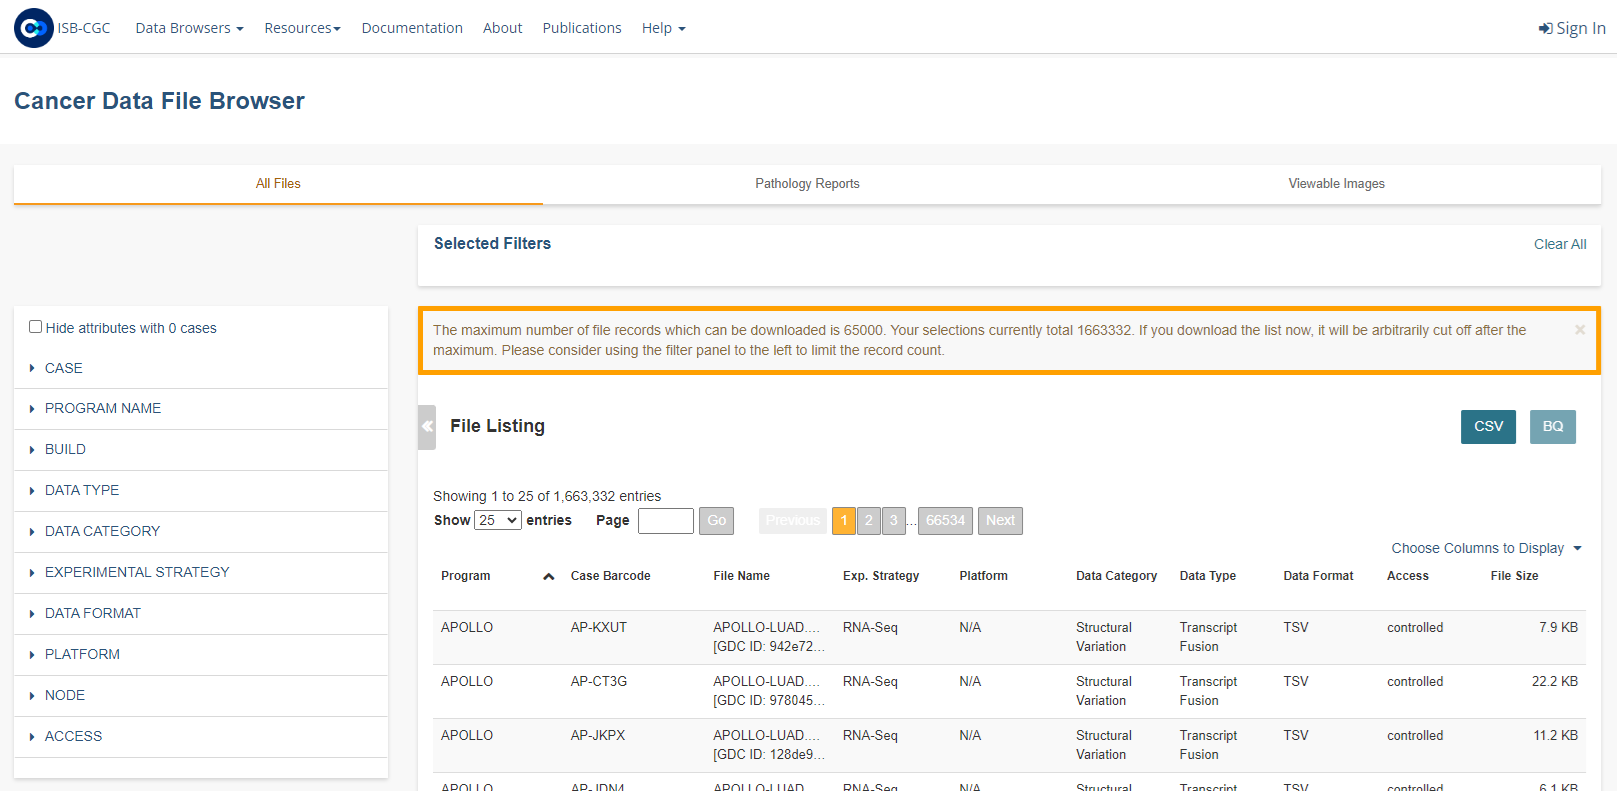 ISB-CGC Data Browsers Resources Documentation About Publications Help Sign In
Cancer Data File Browser
All Files Pathology Reports Viewable Images
Selected Filters Clear All
Hide attributes with 0 cases
CASE
PROGRAM NAME
BUILD
DATA TYPE
DATA CATEGORY
EXPERIMENTAL STRATEGY
DATA FORMAT
PLATFORM
NODE
ACCESS
The maximum number of file records which can be downloaded is 65000. Your selections currently total 1663332. If you download the list now, it will be arbitrarily cut off after the
maximum. Please consider using the filter panel to the left to limit the record count.
File Listing CSV BQ
Showing 1 to 25 of 1,663,332 entries
Show 25 entries Page Go Previous 1 2 3 ... 66534 Next
Choose Columns to Display
Program Case Barcode File Name Exp. Strategy Platform Data Category Data Type Data Format Access File Size
APOLLO AP-KXUT APOLLO-LUAD.... RNA-Seq N/A Structural Transcript TSV controlled 7.9 KB
[GDC ID: 942e72... Variation Fusion
APOLLO AP-CT3G APOLLO-LUAD.... RNA-Seq N/A Structural Transcript TSV controlled 22.2 KB
[GDC ID: 978045... Variation Fusion
APOLLO AP-JKPX APOLLO-LUAD.... RNA-Seq N/A Structural Transcript TSV controlled 11.2 KB
[GDC ID: 128de9... Variation Fusion
APOLLO AP-JDN4 APOLLO-LUAD.... RNA-Seq N/A Structural Transcript TSV controlled 6.1 KB